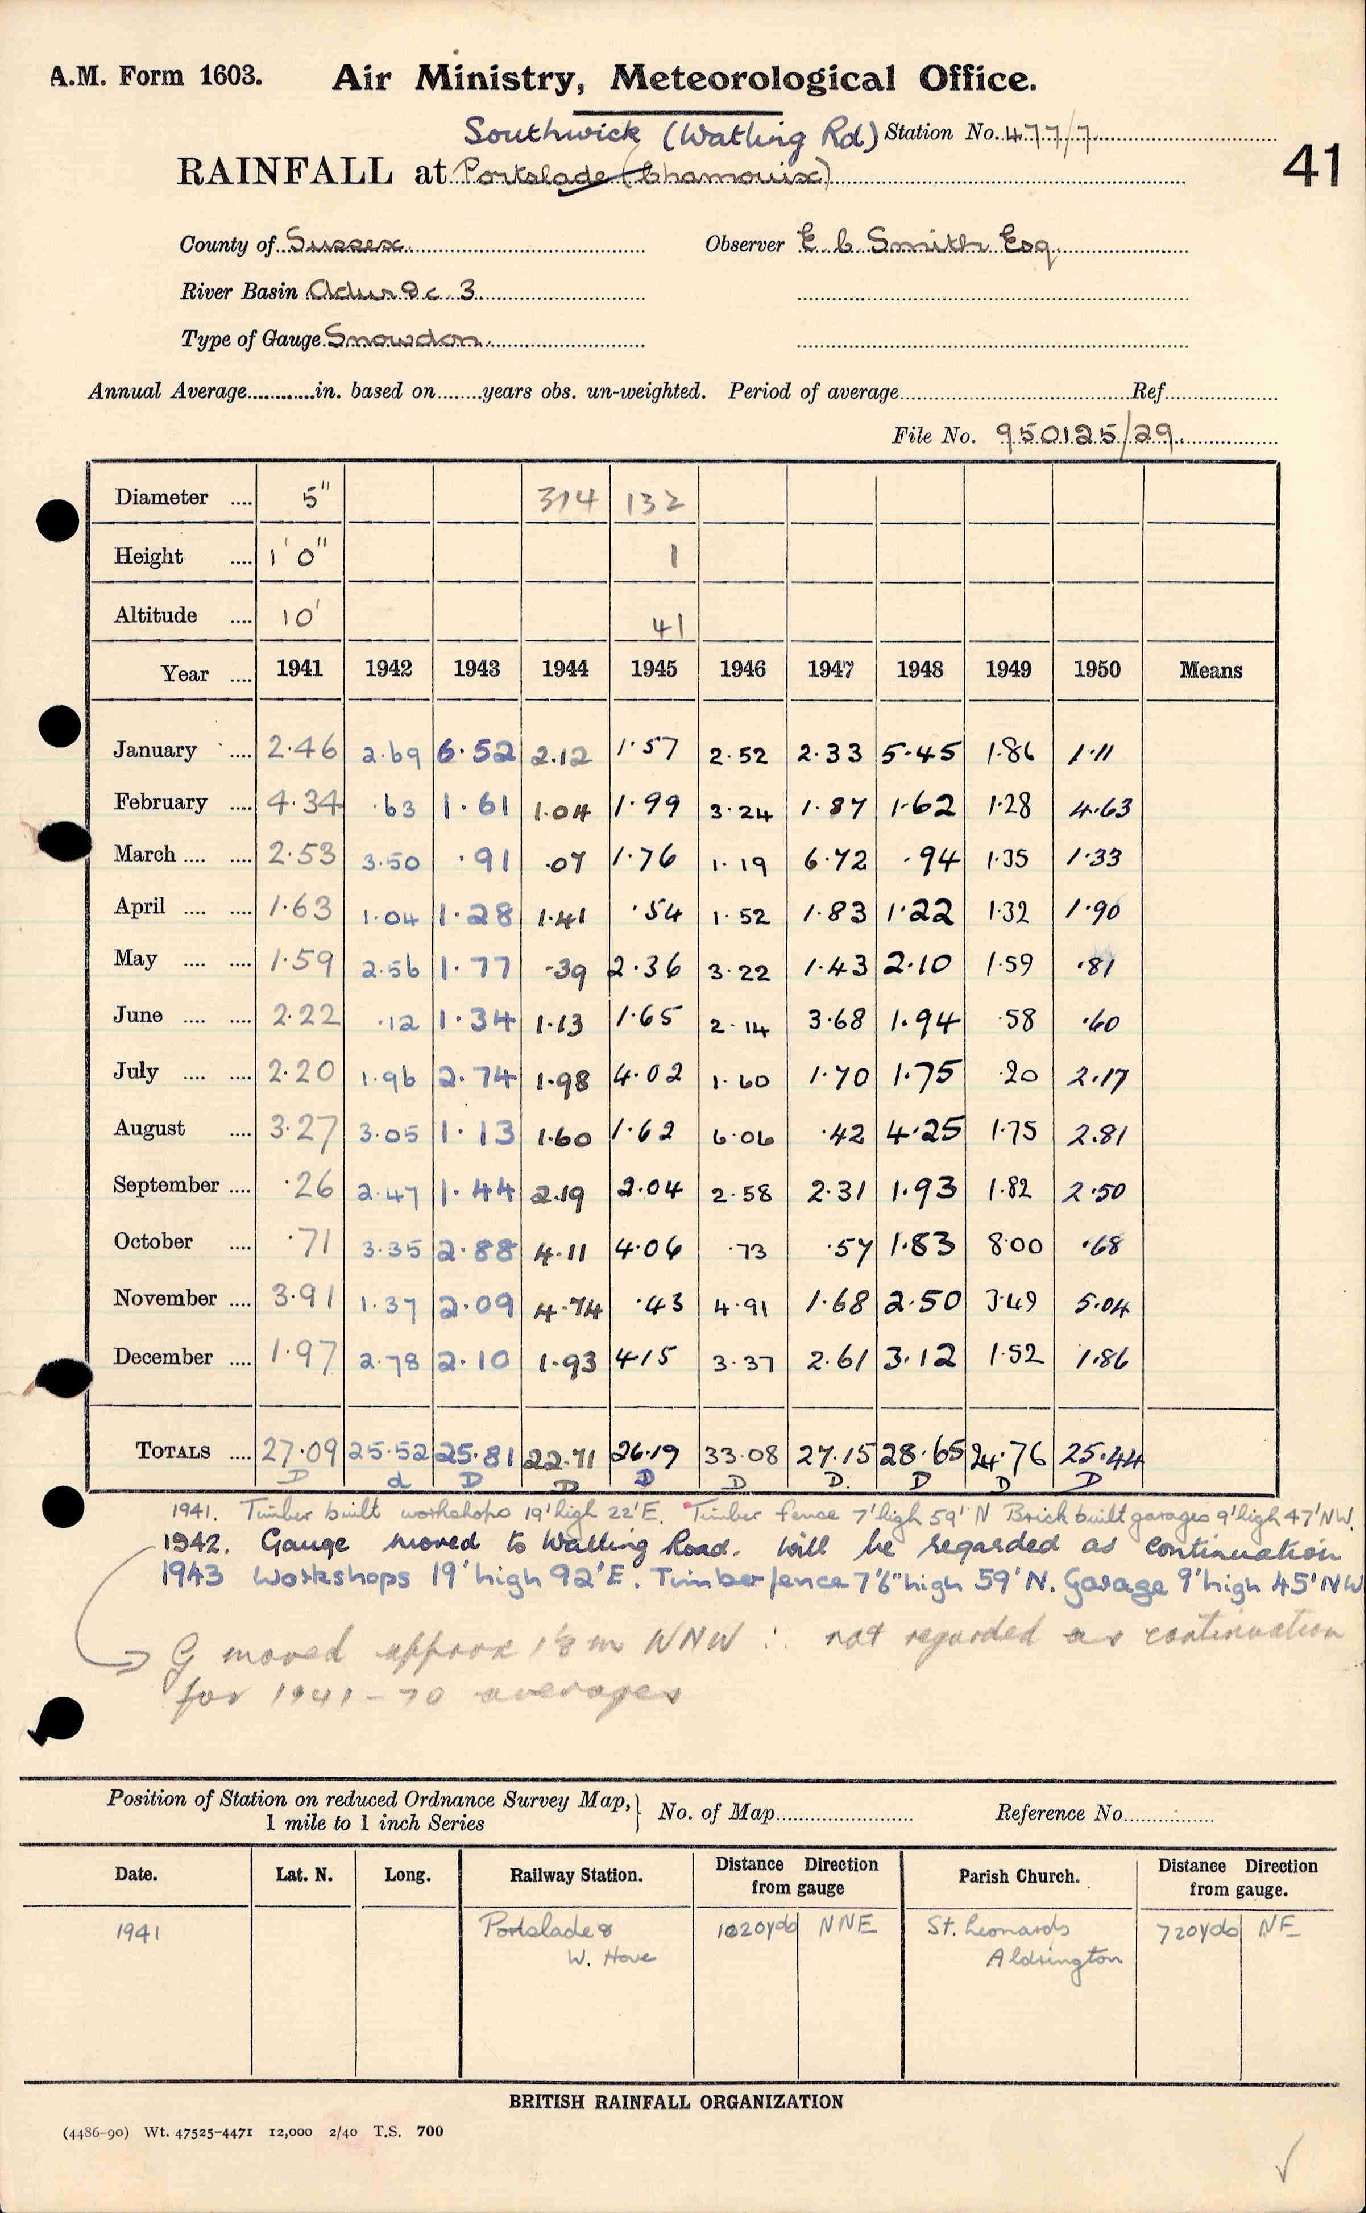 A.M. Form 1603. Air Ministry, Meteorological Office.
Southwick (Watling Rd) Station No. 477/7
RAINFALL at Portslade (Chamouix)
41
County of Sussex Observer E C Smith Esq
River Basin Adur &c 3
Type of Gauge Snowdon
Annual Average in. based on years obs. un-weighted. Period of average Ref
File No. 950125/29
Diameter .... 5" 314 132
Height .... 1' 0" 1
Altitude .... 10' 41
Year .... 1941 1942 1943 1944 1945 1946 1947 1948 1949 1950 Means
January .... 2.46 2.69 6.52 2.12 1.57 2.52 2.33 5.45 1.86 1.11
February .... 4.34 .63 1.61 1.04 1.99 3.24 1.87 1.62 1.28 4.63
March .... .... 2.53 3.50 .91 .07 1.76 1.19 6.72 .94 1.35 1.33
April .... .... 1.63 1.04 1.28 1.41 .54 1.52 1.83 1.22 1.32 1.90
May .... .... 1.59 2.56 1.77 .39 2.36 3.22 1.43 2.10 1.59 .81
June .... .... 2.22 .12 1.34 1.13 1.65 2.14 3.68 1.94 .58 .60
July .... .... 2.20 1.96 2.74 1.98 4.02 1.60 1.70 1.75 .20 2.17
August .... 3.27 3.05 1.13 1.60 1.62 6.06 .42 4.25 1.75 2.81
September .... .26 2.47 1.44 2.19 2.04 2.58 2.31 1.93 1.82 2.50
October .... .71 3.35 2.88 4.11 4.06 .73 .57 1.83 8.00 .68
November .... 3.91 1.37 2.09 4.74 .43 4.91 1.68 2.50 3.49 5.04
December .... 1.97 2.78 2.10 1.93 4.15 3.37 2.61 3.12 1.52 1.86
TOTALS .... 27.09 25.52 25.81 22.71 26.19 33.08 27.15 28.65 24.76 25.44
D d D D D D D. D D D
1941. Timber built workshops 19' high 22'E. Timber fence 7' high 59' N Brick built garages 9' high 47' NW.
1942. Gauge moved to Watling Road. Will be regarded as continuation
1943 Workshops 19' high 92' E. Timber fence 7'6" high 59' N. Garage 9' high 45' NW
G moved approx 1⅛ m WNW ∴ not regarded as continuation
for 1941-70 averages
Position of Station on reduced Ordnance Survey Map,
1 mile to 1 inch Series
No. of Map Reference No
Date. Lat. N. Long. Railway Station. Distance Direction from gauge Parish Church. Distance Direction from gauge.
1941 Portslade & 1020yds NNE St. Leonards 720yds NE
W. Hove Aldrington
BRITISH RAINFALL ORGANIZATION
(4486-90) Wt. 47525-4471 12,000 2/40 T.S. 700